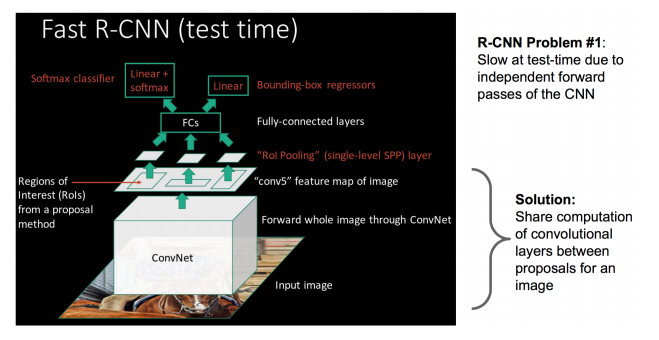 Fast R-CNN (test time)
Softmax classifier
Linear +
softmax
Linear
Bounding-box regressors
FCs
Fully-connected layers
“RoI Pooling” (single-level SPP) layer
Regions of
Interest (RoIs)
from a proposal
method
“conv5” feature map of image
Forward whole image through ConvNet
ConvNet
Input image
R-CNN Problem #1:
Slow at test-time due to
independent forward
passes of the CNN
Solution:
Share computation
of convolutional
layers between
proposals for an
image